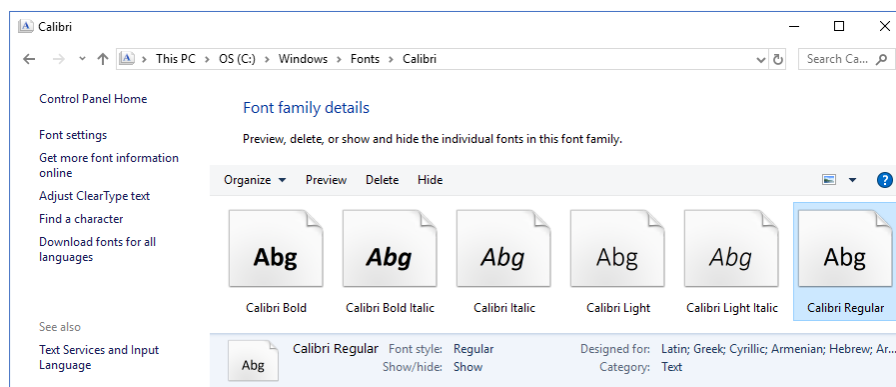 Calibri
This PC > OS (C:) > Windows > Fonts > Calibri
Search Ca...
Control Panel Home
Font settings
Get more font information
online
Adjust ClearType text
Find a character
Download fonts for all
languages
See also
Text Services and Input
Language
Font family details
Preview, delete, or show and hide the individual fonts in this font family.
Organize Preview Delete Hide
?
Abg Abg Abg Abg Abg Abg
Calibri Bold Calibri Bold Italic Calibri Italic Calibri Light Calibri Light Italic Calibri Regular
Abg
Calibri Regular Font style: Regular Designed for: Latin; Greek; Cyrillic; Armenian; Hebrew; Ar...
Show/hide: Show Category: Text